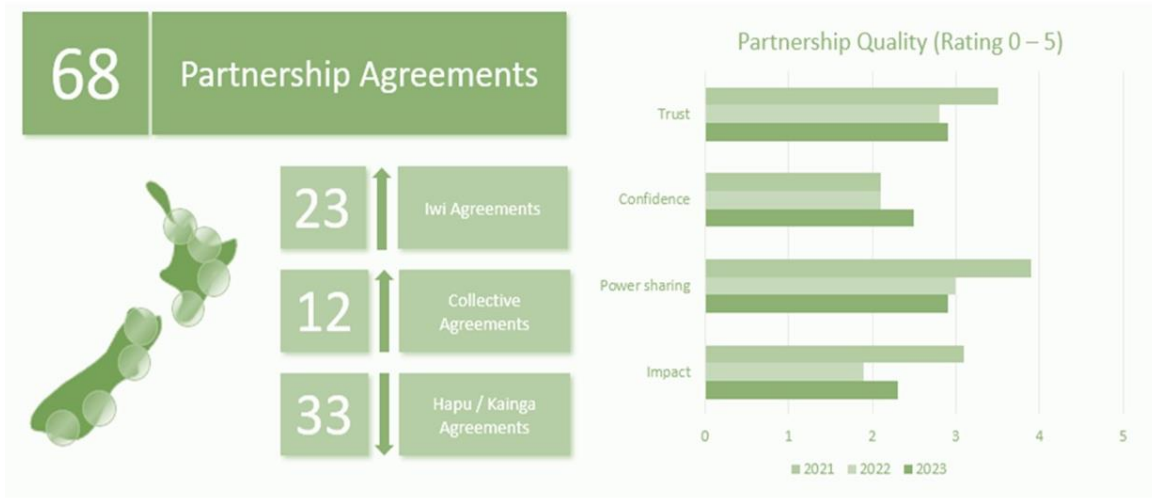 68 Partnership Agreements
23 Iwi Agreements
12 Collective
Agreements
33 Hapu / Kainga
Agreements
Partnership Quality (Rating 0 – 5)
Trust
Confidence
Power sharing
Impact
0 1 2 3 4 5
2021 2022 2023